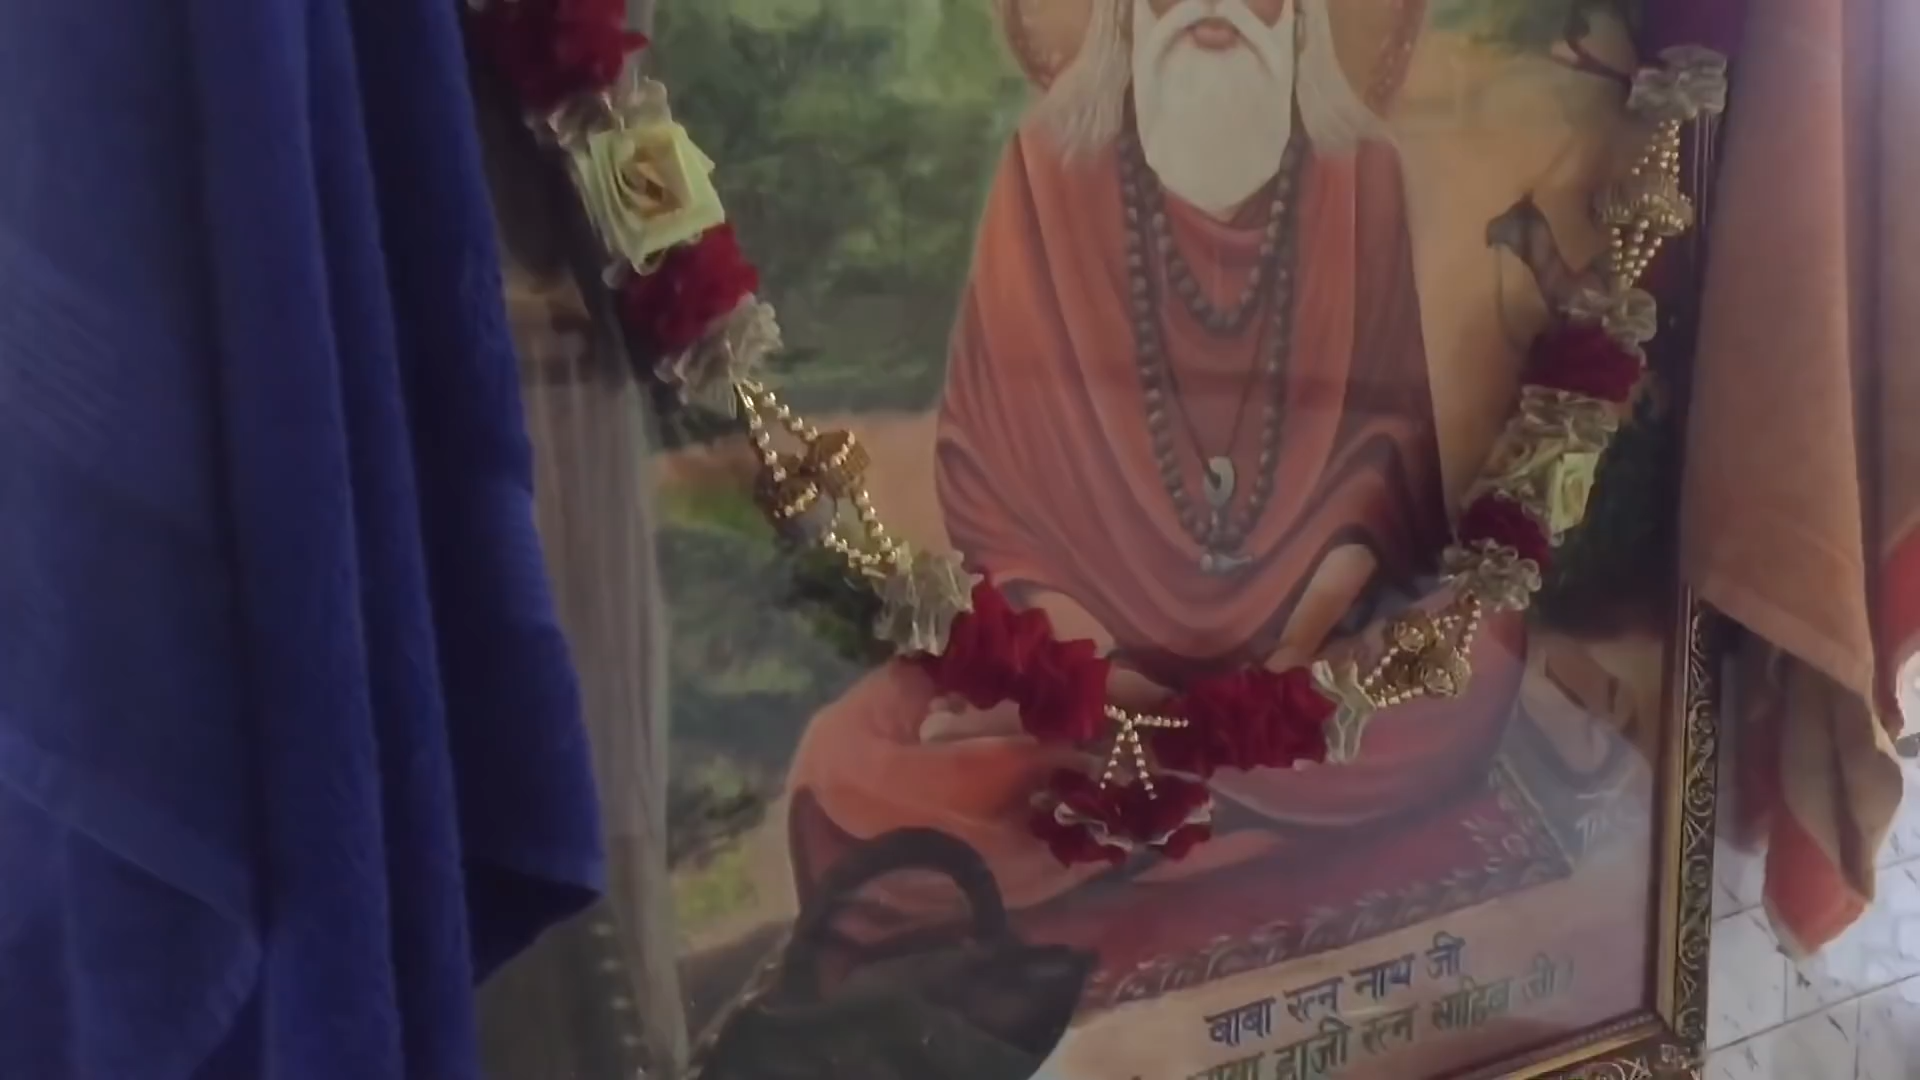 बाबा रत्न नाथ जी
बाबा हाजी रत्न साहिब जी।